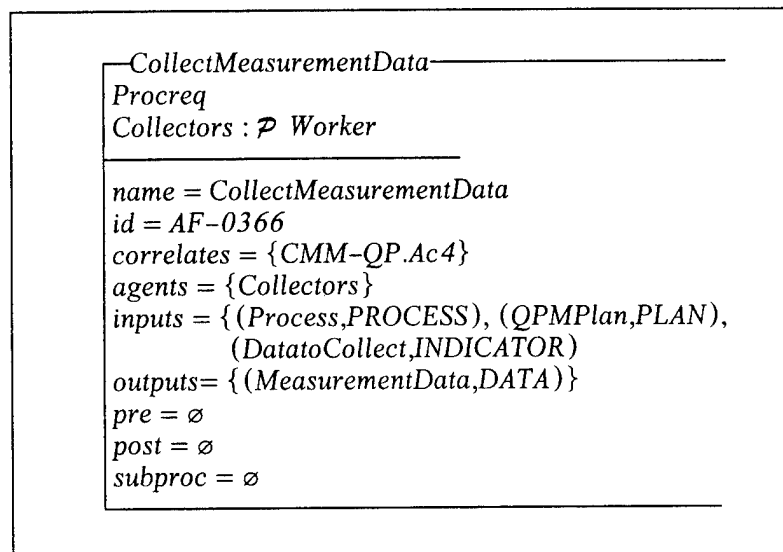 CollectMeasurementData
Procreq
Collectors : 𝒫 Worker
name = CollectMeasurementData
id = AF-0366
correlates = {CMM-QP.Ac4}
agents = {Collectors}
inputs = {(Process,PROCESS), (QPMPlan,PLAN),
(DatatoCollect,INDICATOR)
outputs= {(MeasurementData,DATA)}
pre = ∅
post = ∅
subproc = ∅